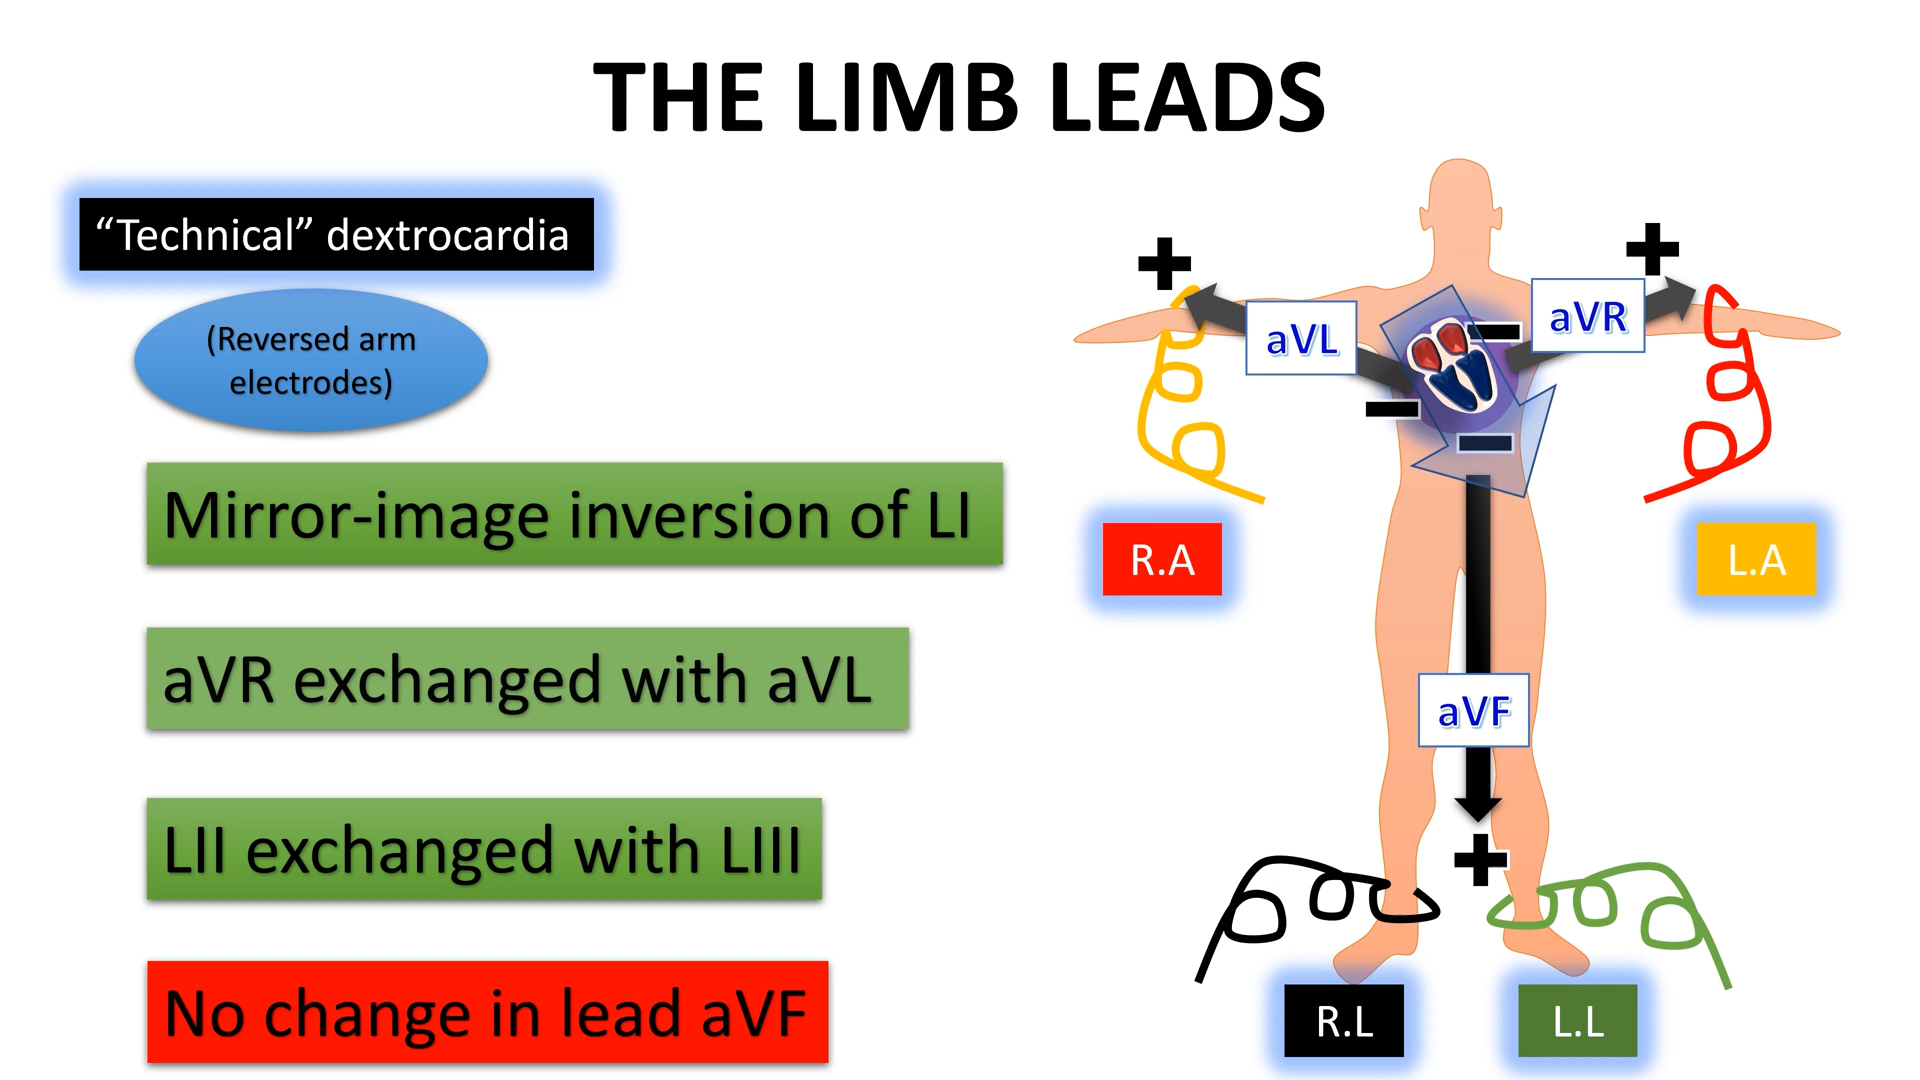 THE LIMB LEADS
“Technical” dextrocardia
(Reversed arm
electrodes)
Mirror-image inversion of LI
aVR exchanged with aVL
LII exchanged with LIII
No change in lead aVF
aVL
aVR
R.A
L.A
aVF
R.L
L.L